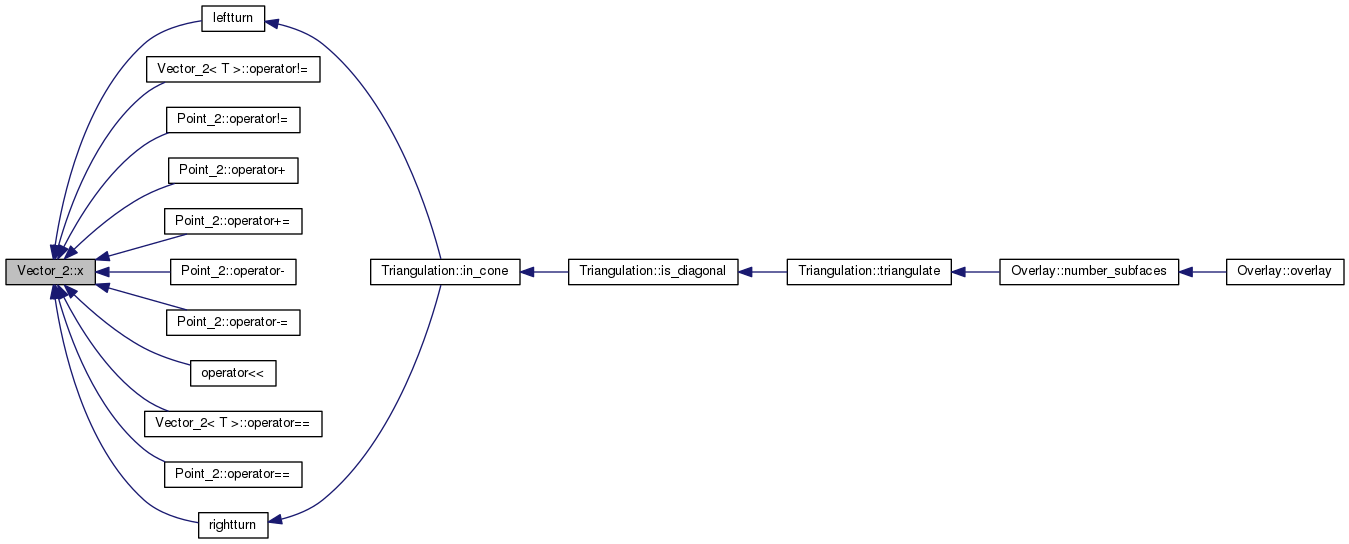 leftturn
Vector_2< T >::operator!=
Point_2::operator!=
Point_2::operator+
Point_2::operator+=
Vector_2::x
Point_2::operator-
Triangulation::in_cone
Triangulation::is_diagonal
Triangulation::triangulate
Overlay::number_subfaces
Overlay::overlay
Point_2::operator-=
operator<<
Vector_2< T >::operator==
Point_2::operator==
rightturn